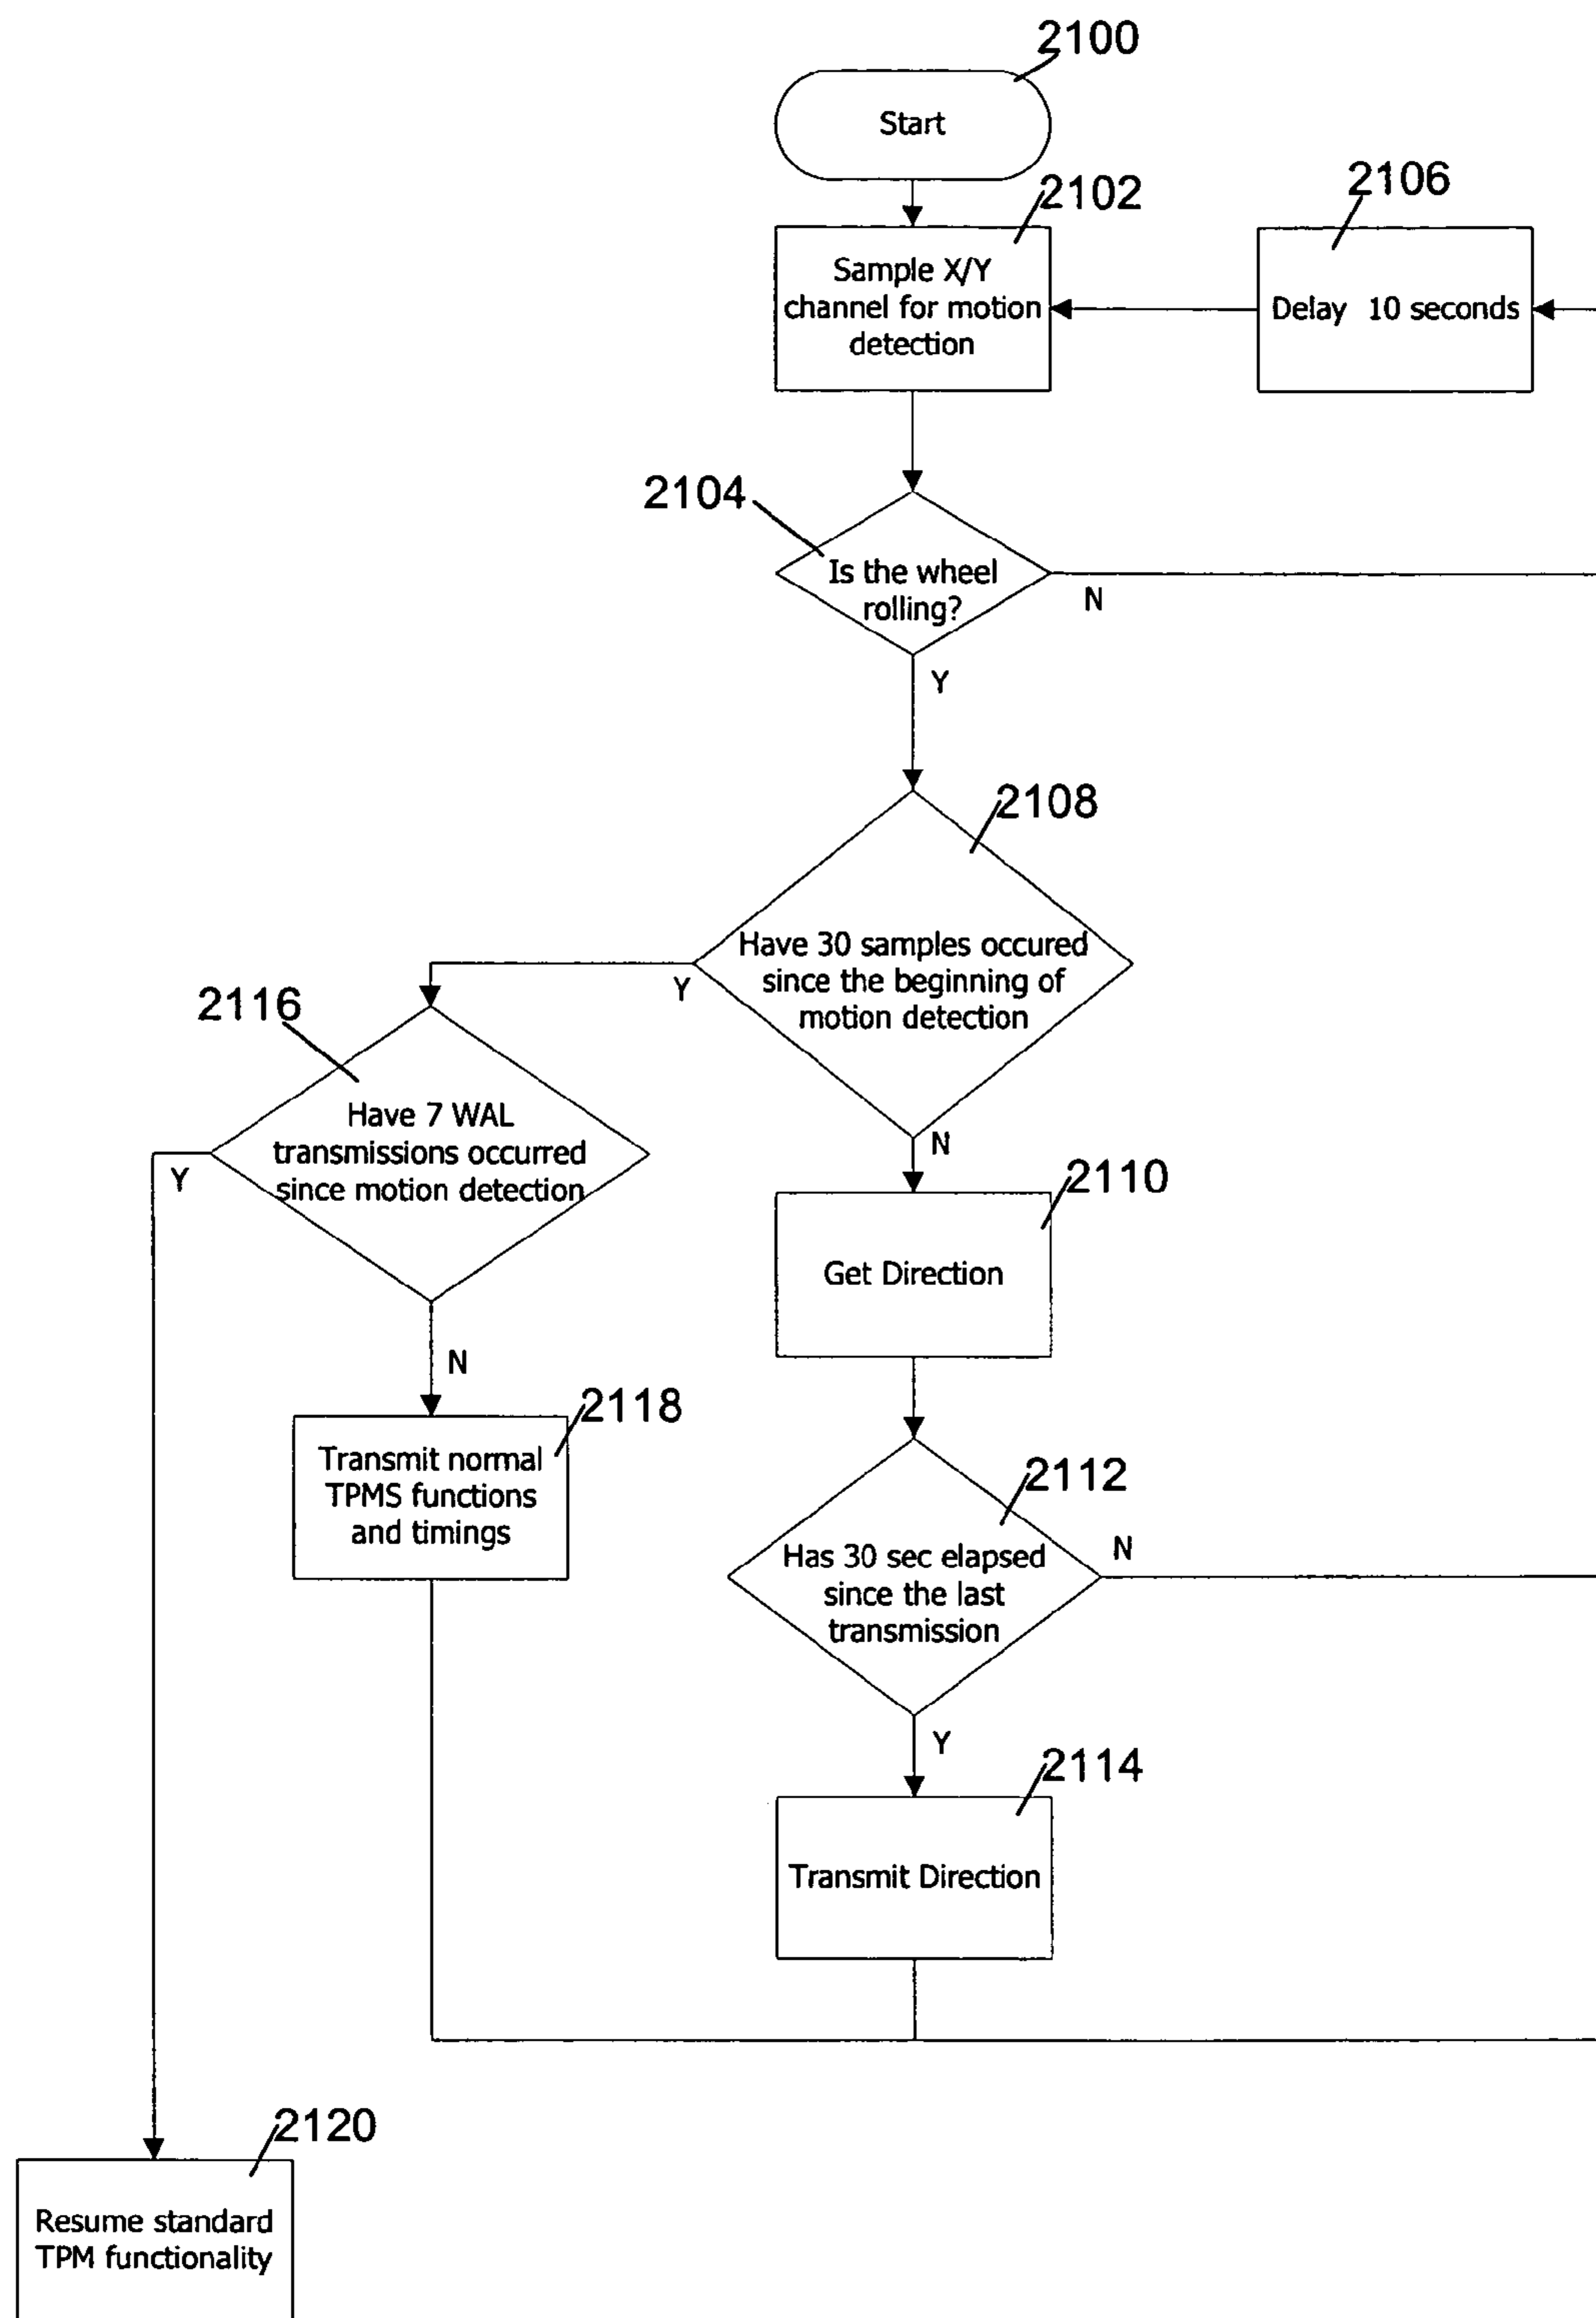 2100
Start
2102
Sample X/Y
channel for motion
detection
2106
Delay 10 seconds
2104
Is the wheel
rolling?
N
Y
2108
Have 30 samples occured
since the beginning of
motion detection
Y
N
2116
Have 7 WAL
transmissions occurred
since motion detection
Y
N
2110
Get Direction
2118
Transmit normal
TPMS functions
and timings
2112
Has 30 sec elapsed
since the last
transmission
N
Y
2114
Transmit Direction
2120
Resume standard
TPM functionality